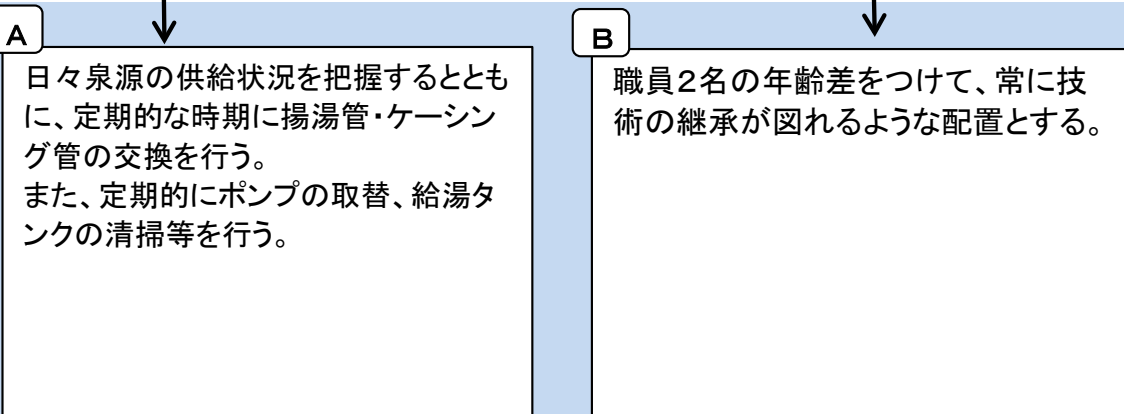 A
日々泉源の供給状況を把握するととも
に、定期的な時期に揚湯管・ケーシン
グ管の交換を行う。
また、定期的にポンプの取替、給湯タ
ンクの清掃等を行う。
B
職員2名の年齢差をつけて、常に技
術の継承が図れるような配置とする。